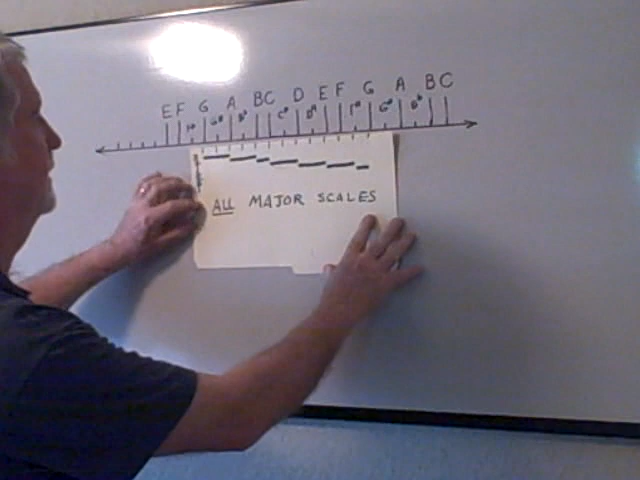 E F G A B C D E F G A B C
F# G# C# D# F# G#
ALL MAJOR SCALES